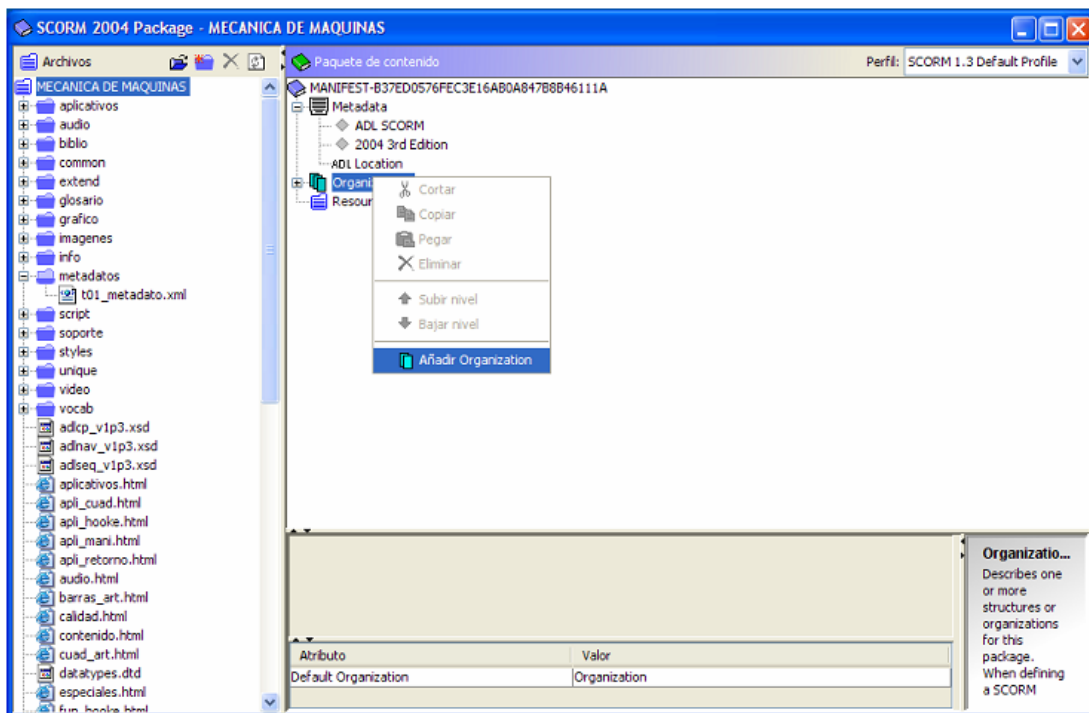 SCORM 2004 Package - MECANICA DE MAQUINAS
Archivos
MECANICA DE MAQUINAS
aplicativos
audio
biblio
common
extend
glosario
grafico
imagenes
info
metadatos
t01_metadato.xml
script
soporte
styles
unique
video
vocab
adlcp_v1p3.xsd
adlnav_v1p3.xsd
adlseq_v1p3.xsd
aplicativos.html
apli_cuad.html
apli_hooke.html
apli_mani.html
apli_retorno.html
audio.html
barras_art.html
calidad.html
contenido.html
cuad_art.html
datatypes.dtd
especiales.html
fun_hooke.html
Paquete de contenido
Perfil: SCORM 1.3 Default Profile
MANIFEST-B37ED0576FEC3E16AB0A847B8B46111A
Metadata
ADL SCORM
2004 3rd Edition
ADL Location
Organi
Resour
Cortar
Copiar
Pegar
Eliminar
Subir nivel
Bajar nivel
Añadir Organization
Atributo Valor
Default Organization Organization
Organizatio...
Describes one
or more
structures or
organizations
for this
package.
When defining
a SCORM